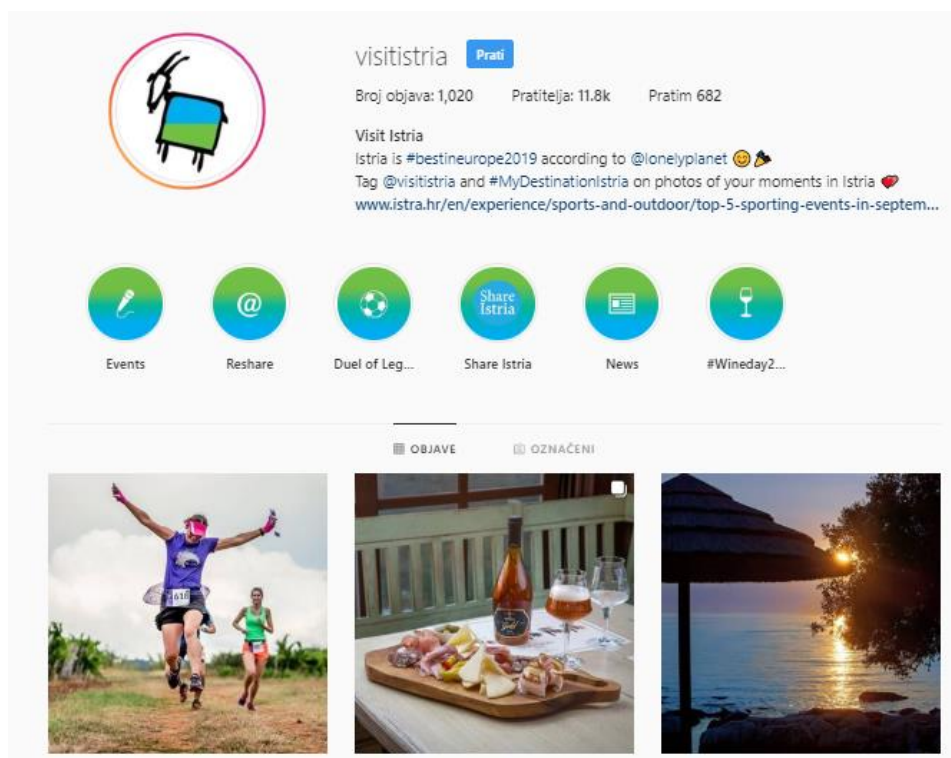 visitistria Prati
Broj objava: 1,020 Pratitelja: 11.8k Pratim 682
Visit Istria
Istria is #bestineurope2019 according to @lonelyplanet 😊🎉
Tag @visitistria and #MyDestinationIstria on photos of your moments in Istria 💕
www.istra.hr/en/experience/sports-and-outdoor/top-5-sporting-events-in-septem...
@
Share
Istria
Events Reshare Duel of Leg... Share Istria News #Wineday2...
OBJAVE OZNAČENI
616